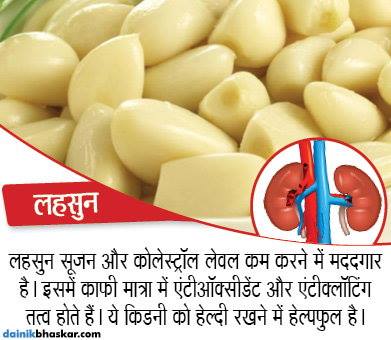 लहसुन
लहसुन सूजन और कोलेस्ट्रॉल लेवल कम करने में मददगार
है। इसमें काफी मात्रा में एंटीऑक्सीडेंट और एंटीक्लॉटिंग
तत्व होते हैं। ये किडनी को हेल्दी रखने में हेल्पफुल है।
dainikbhaskar.com